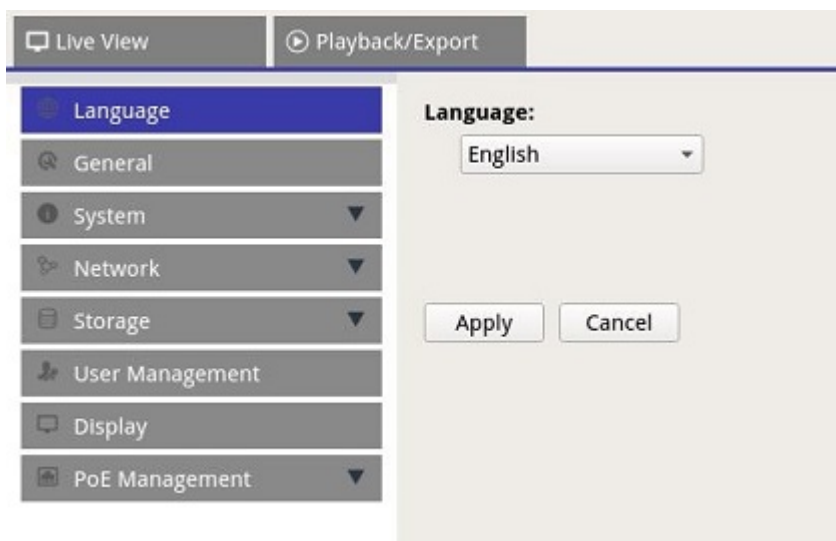 Live View
Playback/Export
Language
General
System
Network
Storage
User Management
Display
PoE Management
Language:
English
Apply
Cancel